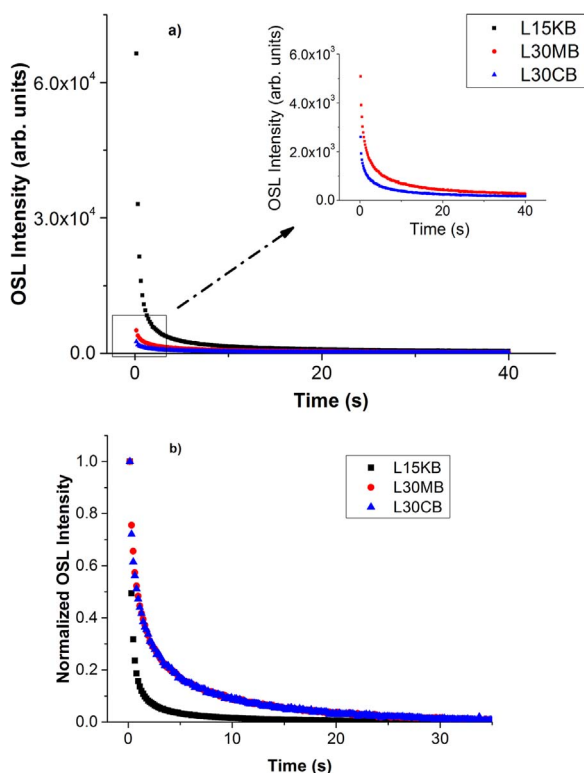 a)
L15KB
L30MB
L30CB
6.0x10⁴
3.0x10⁴
0.0
OSL Intensity (arb. units)
0
20
40
Time (s)
6.0x10³
4.0x10³
2.0x10³
0.0
OSL Intensity (arb. units)
0
20
40
Time (s)
b)
L15KB
L30MB
L30CB
1.0
0.8
0.6
0.4
0.2
0.0
Normalized OSL Intensity
0
10
20
30
Time (s)